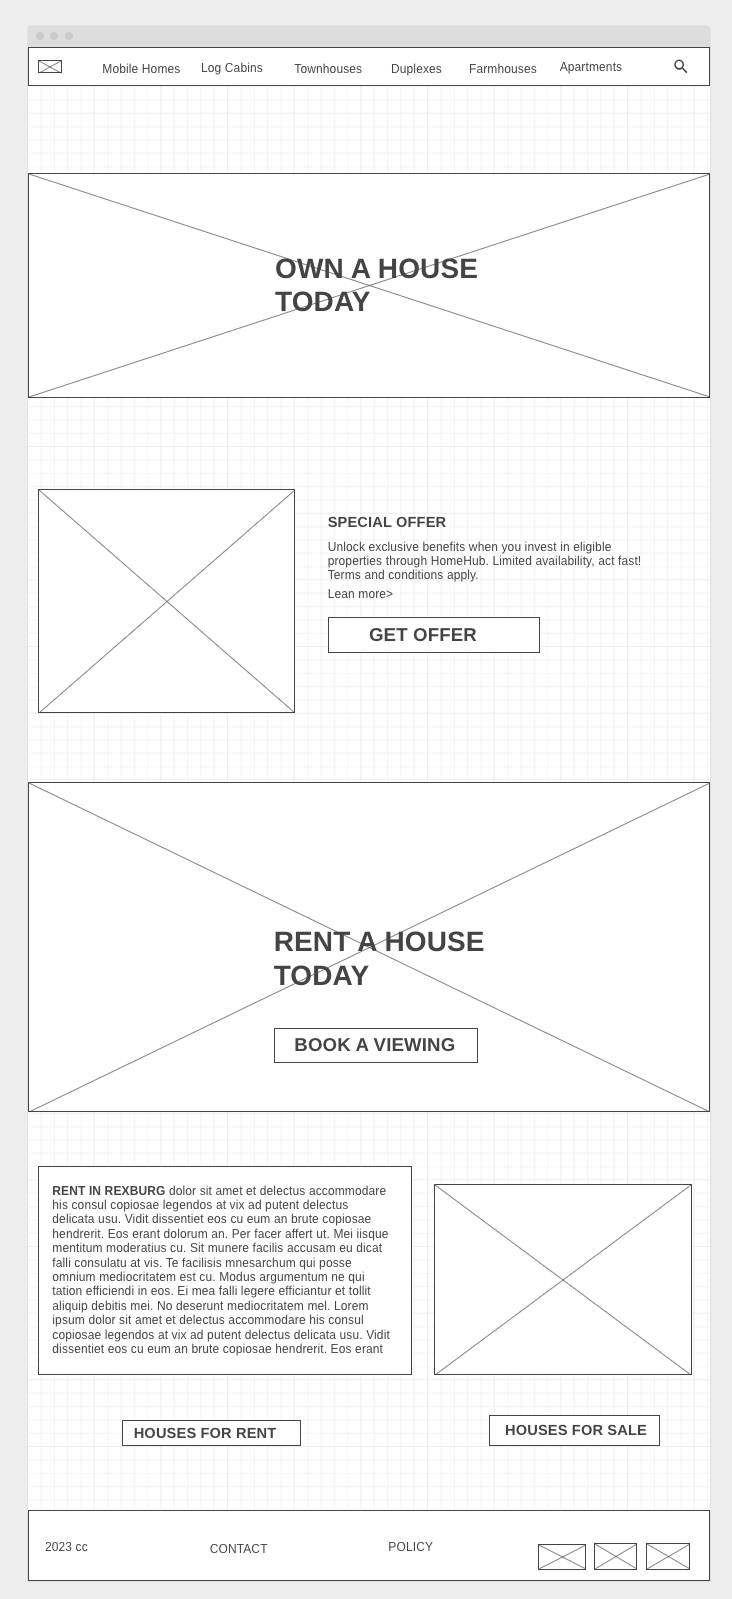 Mobile Homes Log Cabins Townhouses Duplexes Farmhouses Apartments
OWN A HOUSE
TODAY
SPECIAL OFFER
Unlock exclusive benefits when you invest in eligible
properties through HomeHub. Limited availability, act fast!
Terms and conditions apply.
Lean more>
GET OFFER
RENT A HOUSE
TODAY
BOOK A VIEWING
RENT IN REXBURG dolor sit amet et delectus accommodare
his consul copiosae legendos at vix ad putent delectus
delicata usu. Vidit dissentiet eos cu eum an brute copiosae
hendrerit. Eos erant dolorum an. Per facer affert ut. Mei iisque
mentitum moderatius cu. Sit munere facilis accusam eu dicat
falli consulatu at vis. Te facilisis mnesarchum qui posse
omnium mediocritatem est cu. Modus argumentum ne qui
tation efficiendi in eos. Ei mea falli legere efficiantur et tollit
aliquip debitis mei. No deserunt mediocritatem mel. Lorem
ipsum dolor sit amet et delectus accommodare his consul
copiosae legendos at vix ad putent delectus delicata usu. Vidit
dissentiet eos cu eum an brute copiosae hendrerit. Eos erant
HOUSES FOR RENT
HOUSES FOR SALE
2023 cc CONTACT POLICY